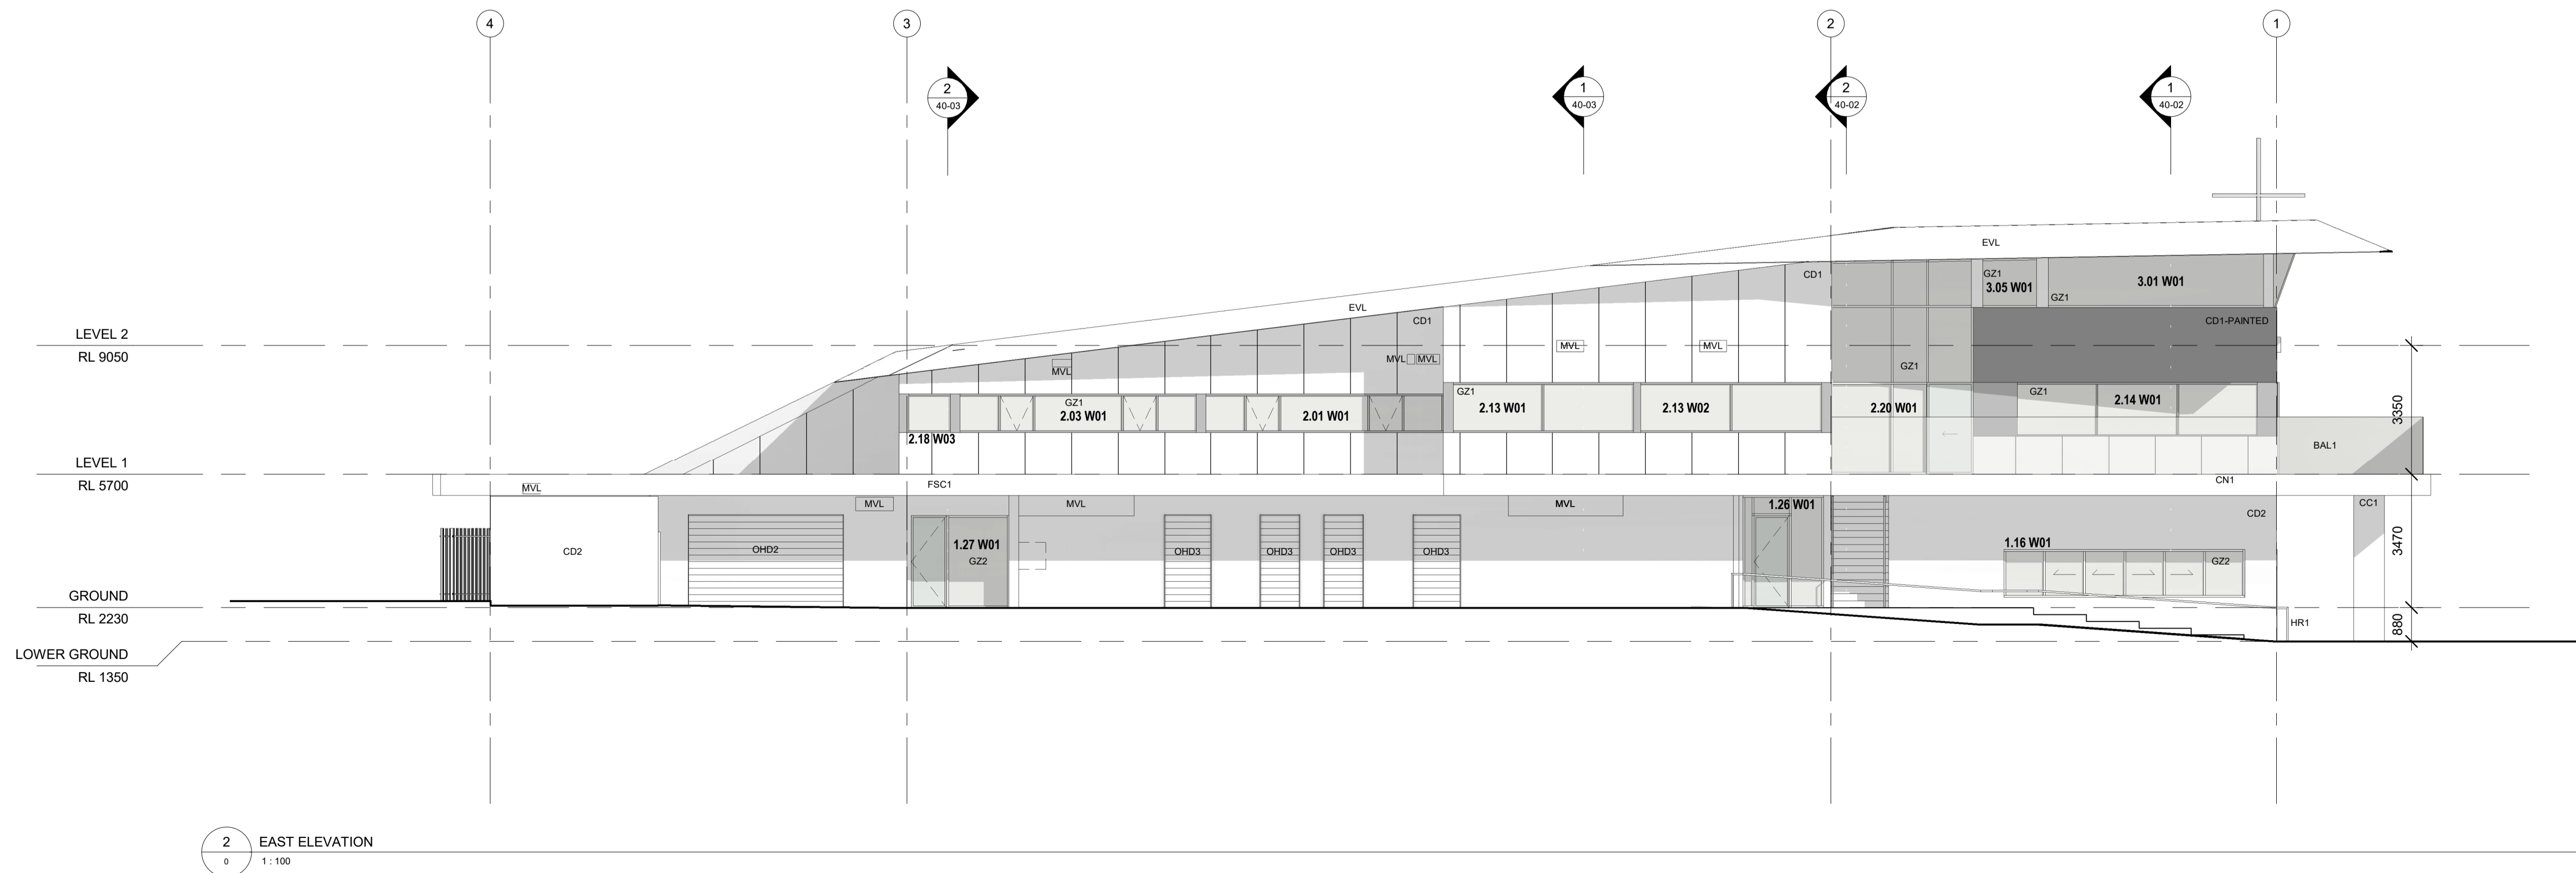 4
3
2
1
2
40-03
1
40-03
2
40-02
1
40-02
EVL
CD1
GZ1
3.05 W01
3.01 W01
GZ1
EVL
CD1
CD1-PAINTED
LEVEL 2
RL 9050
MVL
MVL
MVL
MVL
MVL
GZ1
GZ1
2.03 W01
2.01 W01
2.18 W03
GZ1
2.13 W01
2.13 W02
2.20 W01
GZ1
2.14 W01
3350
BAL1
LEVEL 1
RL 5700
MVL
FSC1
CN1
MVL
MVL
MVL
1.26 W01
CC1
CD2
CD2
OHD2
1.27 W01
GZ2
OHD3
OHD3
OHD3
OHD3
1.16 W01
GZ2
3470
GROUND
RL 2230
HR1
880
LOWER GROUND
RL 1350
2
0
EAST ELEVATION
1 : 100